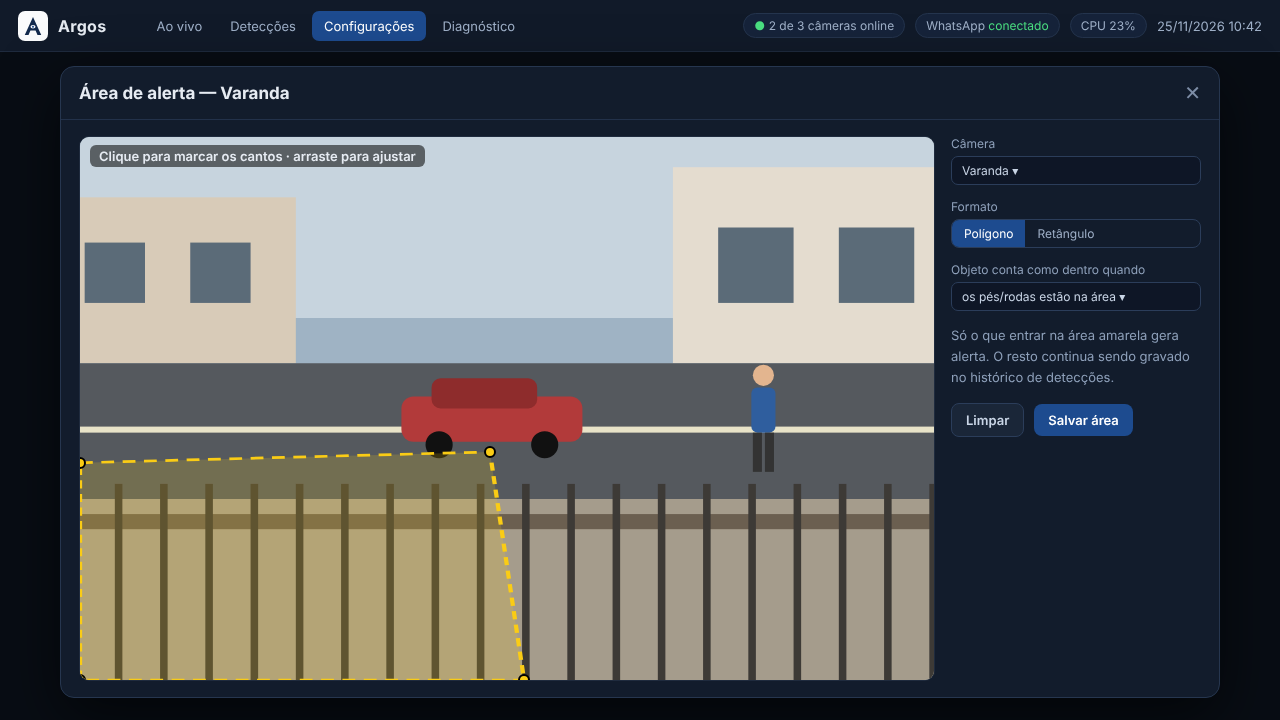 Argos
Ao vivo
Detecções
Configurações
Diagnóstico
2 de 3 câmeras online
WhatsApp conectado
CPU 23%
25/11/2026 10:42
Área de alerta — Varanda
Clique para marcar os cantos · arraste para ajustar
Câmera
Varanda ▾
Formato
Polígono
Retângulo
Objeto conta como dentro quando
os pés/rodas estão na área ▾
Só o que entrar na área amarela gera
alerta. O resto continua sendo gravado
no histórico de detecções.
Limpar
Salvar área